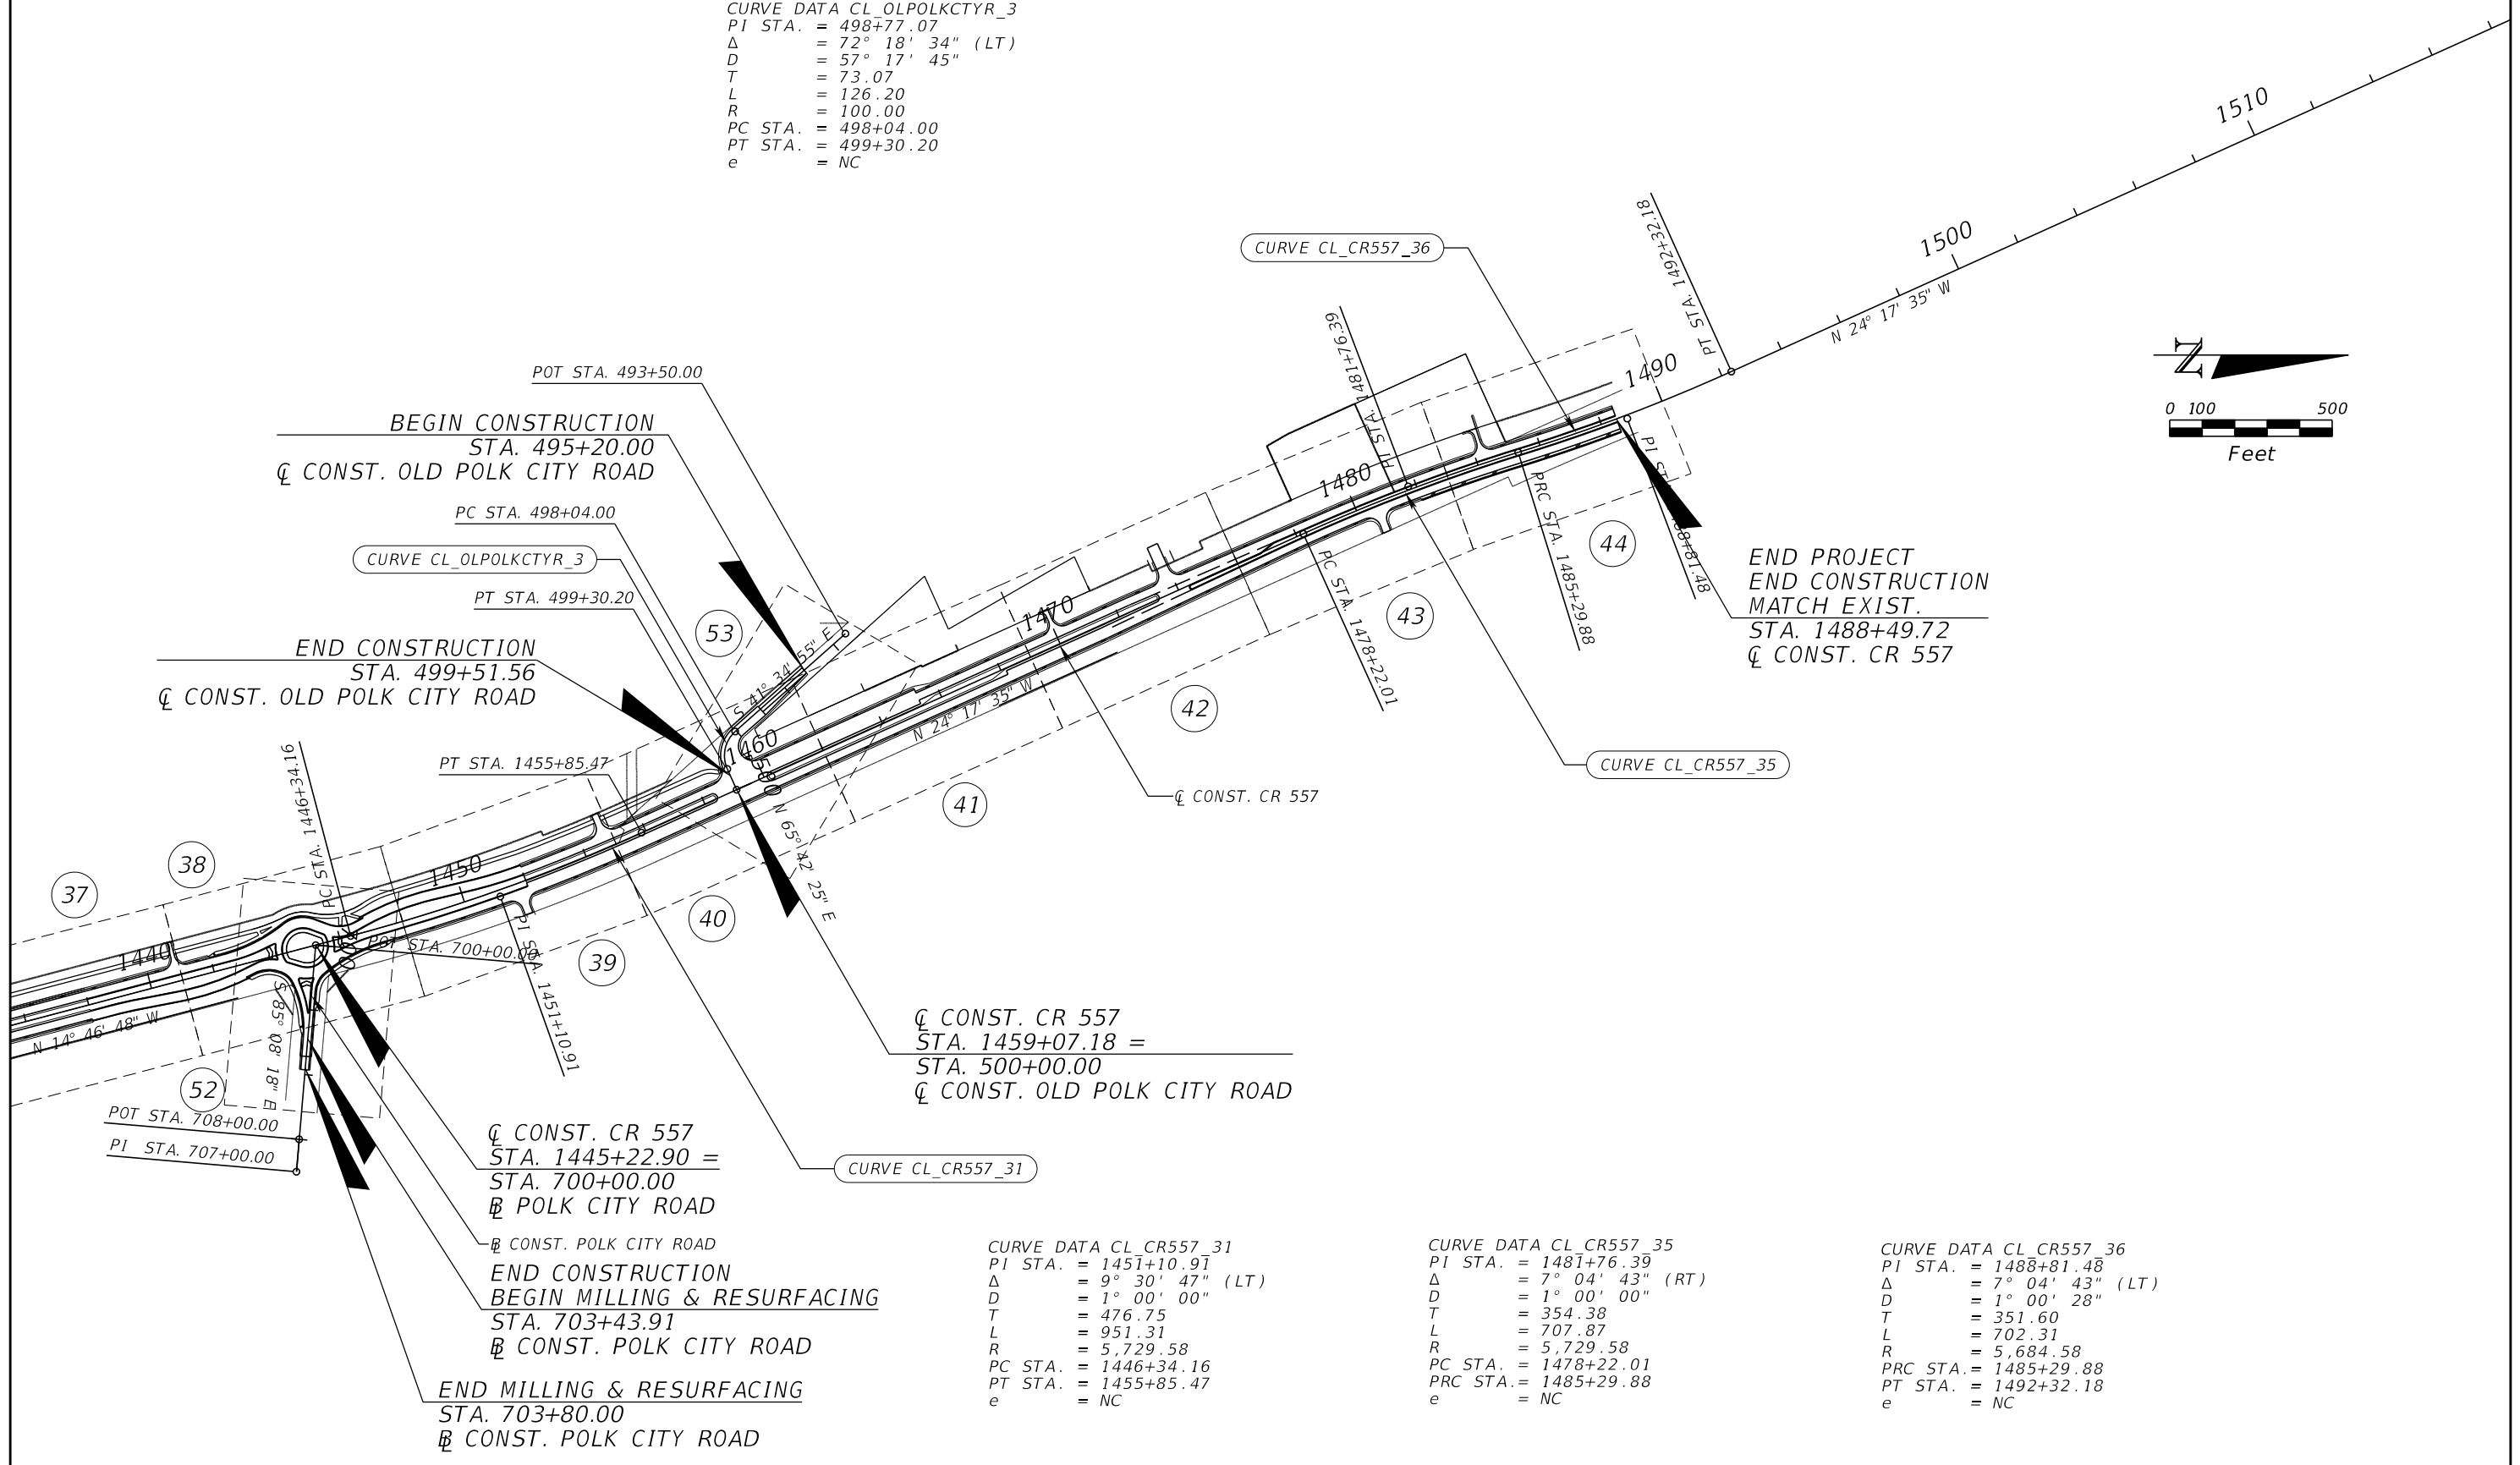 CURVE DATA CL_OLPOLKCTYR_3
PI STA. = 498+77.07
Δ = 72° 18' 34" (LT)
D = 57° 17' 45"
T = 73.07
L = 126.20
R = 100.00
PC STA. = 498+04.00
PT STA. = 499+30.20
e = NC
1510
1500
N 24° 17' 35" W
PT STA. 1492+32.18
CURVE CL_CR557_36
PI STA. 1481+76.39
1490
N
0 100 500
Feet
POT STA. 493+50.00
BEGIN CONSTRUCTION
STA. 495+20.00
℄ CONST. OLD POLK CITY ROAD
PC STA. 498+04.00
CURVE CL_OLPOLKCTYR_3
PT STA. 499+30.20
53
END CONSTRUCTION
STA. 499+51.56
℄ CONST. OLD POLK CITY ROAD
S 41° 34' 55" E
1480
1470
PI STA. 1488+81.48
PRC STA. 1485+29.88
44
END PROJECT
END CONSTRUCTION
MATCH EXIST.
STA. 1488+49.72
℄ CONST. CR 557
43
PC STA. 1478+22.01
42
N 24° 17' 35" W
CURVE CL_CR557_35
1460
500
PT STA. 1455+85.47
PC STA. 1446+34.16
℄ CONST. CR 557
41
N 65° 42' 25" E
38
37
1450
1440
40
39
POT STA. 700+00.00
PI STA. 1451+10.91
N 14° 46' 48" W
S 85° 08' 18" E
52
POT STA. 708+00.00
PI STA. 707+00.00
℄ CONST. CR 557
STA. 1459+07.18 =
STA. 500+00.00
℄ CONST. OLD POLK CITY ROAD
℄ CONST. CR 557
STA. 1445+22.90 =
STA. 700+00.00
BL POLK CITY ROAD
CURVE CL_CR557_31
BL CONST. POLK CITY ROAD
END CONSTRUCTION
BEGIN MILLING & RESURFACING
STA. 703+43.91
BL CONST. POLK CITY ROAD
END MILLING & RESURFACING
STA. 703+80.00
BL CONST. POLK CITY ROAD
CURVE DATA CL_CR557_31
PI STA. = 1451+10.91
Δ = 9° 30' 47" (LT)
D = 1° 00' 00"
T = 476.75
L = 951.31
R = 5,729.58
PC STA. = 1446+34.16
PT STA. = 1455+85.47
e = NC
CURVE DATA CL_CR557_35
PI STA. = 1481+76.39
Δ = 7° 04' 43" (RT)
D = 1° 00' 00"
T = 354.38
L = 707.87
R = 5,729.58
PC STA. = 1478+22.01
PRC STA.= 1485+29.88
e = NC
CURVE DATA CL_CR557_36
PI STA. = 1488+81.48
Δ = 7° 04' 43" (LT)
D = 1° 00' 28"
T = 351.60
L = 702.31
R = 5,684.58
PRC STA.= 1485+29.88
PT STA. = 1492+32.18
e = NC